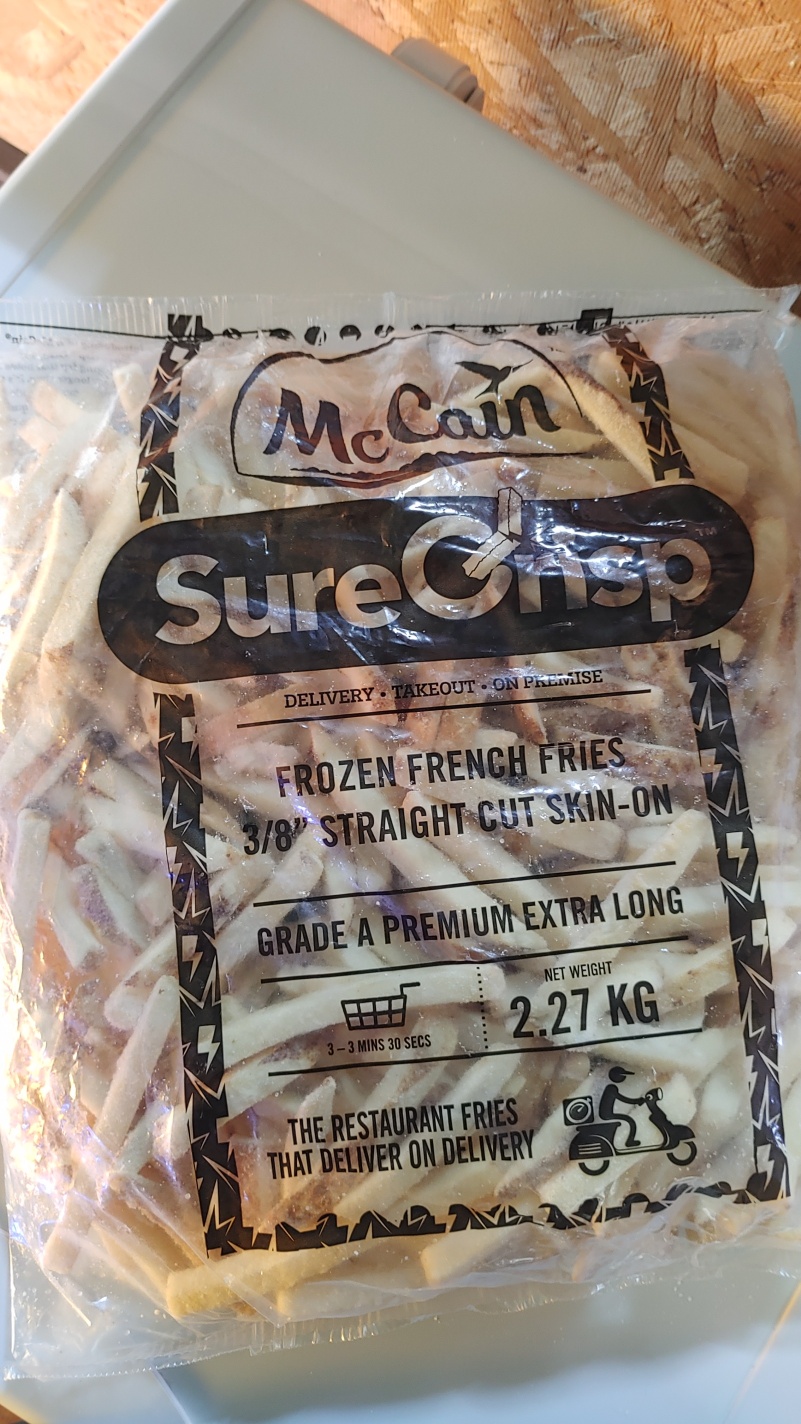 McCain
SureCrisp™
DELIVERY • TAKEOUT • ON PREMISE
FROZEN FRENCH FRIES
3/8" STRAIGHT CUT SKIN-ON
GRADE A PREMIUM EXTRA LONG
3 – 3 MINS 30 SECS
NET WEIGHT
2.27 KG
THE RESTAURANT FRIES
THAT DELIVER ON DELIVERY